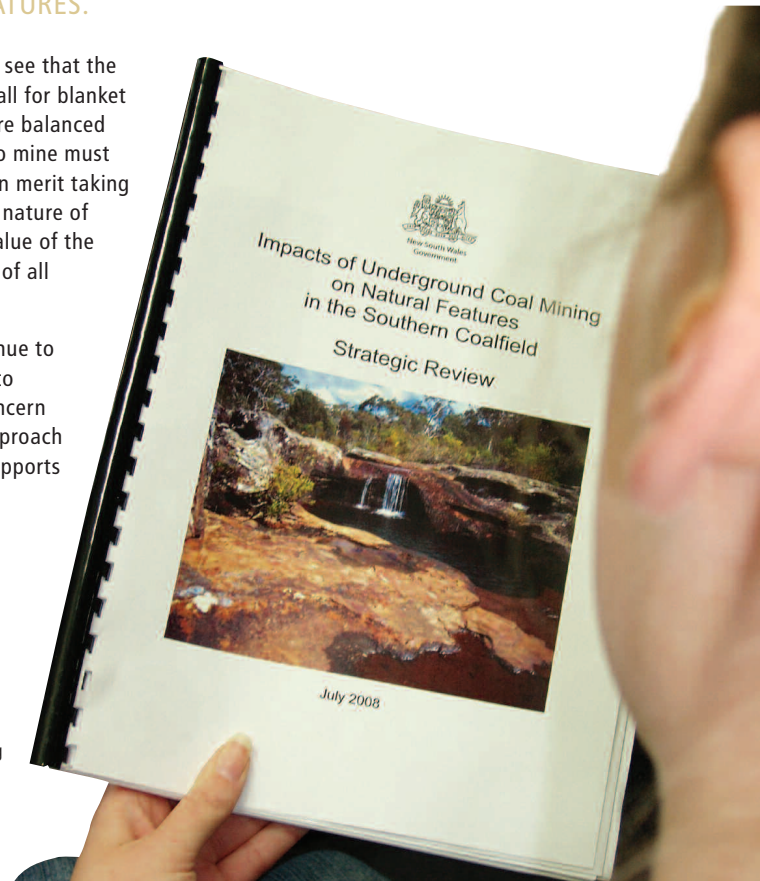 ATURES.
see that the
all for blanket
re balanced
o mine must
n merit taking
nature of
alue of the
of all
nue to
to
ncern
proach
pports
New South Wales
Government
Impacts of Underground Coal Mining
on Natural Features
in the Southern Coalfield
Strategic Review
July 2008